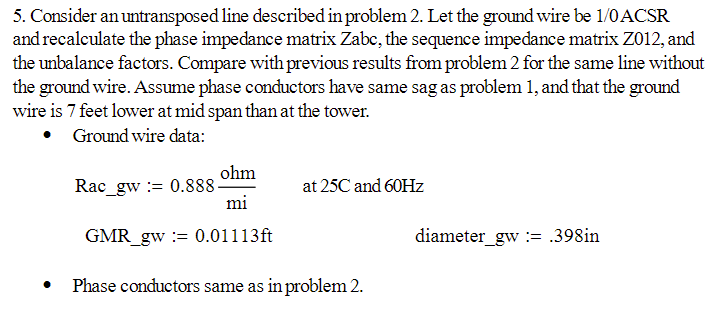 5. Consider an untransposed line described in problem 2. Let the ground wire be 1/0 ACSR
and recalculate the phase impedance matrix Zabc, the sequence impedance matrix Z012, and
the unbalance factors. Compare with previous results from problem 2 for the same line without
the ground wire. Assume phase conductors have same sag as problem 1, and that the ground
wire is 7 feet lower at mid span than at the tower.
• Ground wire data:
Rac_gw := 0.888 ohm/mi at 25C and 60Hz
GMR_gw := 0.01113ft diameter_gw := .398in
• Phase conductors same as in problem 2.